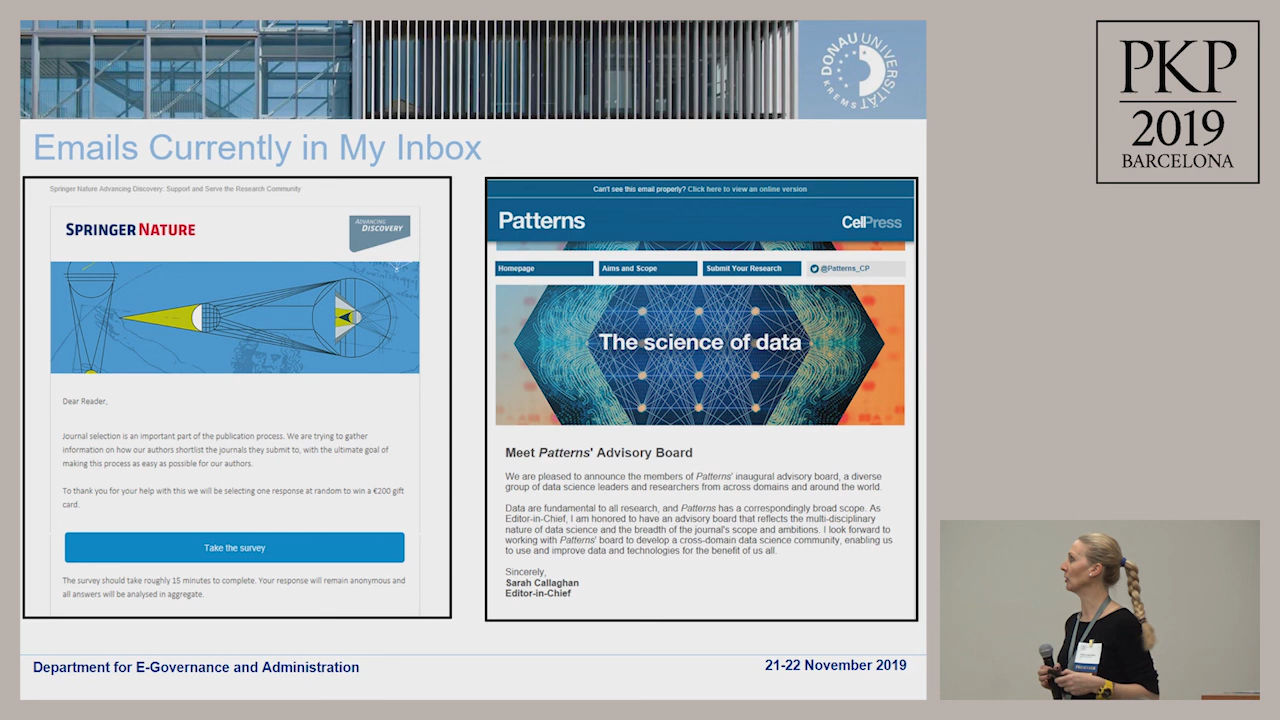 DONAU UNIVERSITÄT
KREMS
PKP
2019
BARCELONA
Emails Currently in My Inbox
Springer Nature Advancing Discovery. Support and Serve the Research Community
SPRINGER NATURE
ADVANCING
DISCOVERY
Dear Reader,
Journal selection is an important part of the publication process. We are trying to gather
information on how our authors shortlist the journals they submit to, with the ultimate goal of
making this process as easy as possible for our authors.
To thank you for your help with this we will be selecting one response at random to win a €200 gift
card.
Take the survey
The survey should take roughly 15 minutes to complete. Your response will remain anonymous and
all answers will be analysed in aggregate.
Can't see this email properly? Click here to view an online version
Patterns
CellPress
Homepage
Aims and Scope
Submit Your Research
@Patterns_CP
The science of data
Meet Patterns' Advisory Board
We are pleased to announce the members of Patterns' inaugural advisory board, a diverse
group of data science leaders and researchers from across domains and around the world.
Data are fundamental to all research, and Patterns has a correspondingly broad scope. As
Editor-in-Chief, I am honored to have an advisory board that reflects the multi-disciplinary
nature of data science and the breadth of the journal's scope and ambitions. I look forward to
working with Patterns' board to develop a cross-domain data science community, enabling us
to use and improve data and technologies for the benefit of us all.
Sincerely,
Sarah Callaghan
Editor-in-Chief
Department for E-Governance and Administration
21-22 November 2019